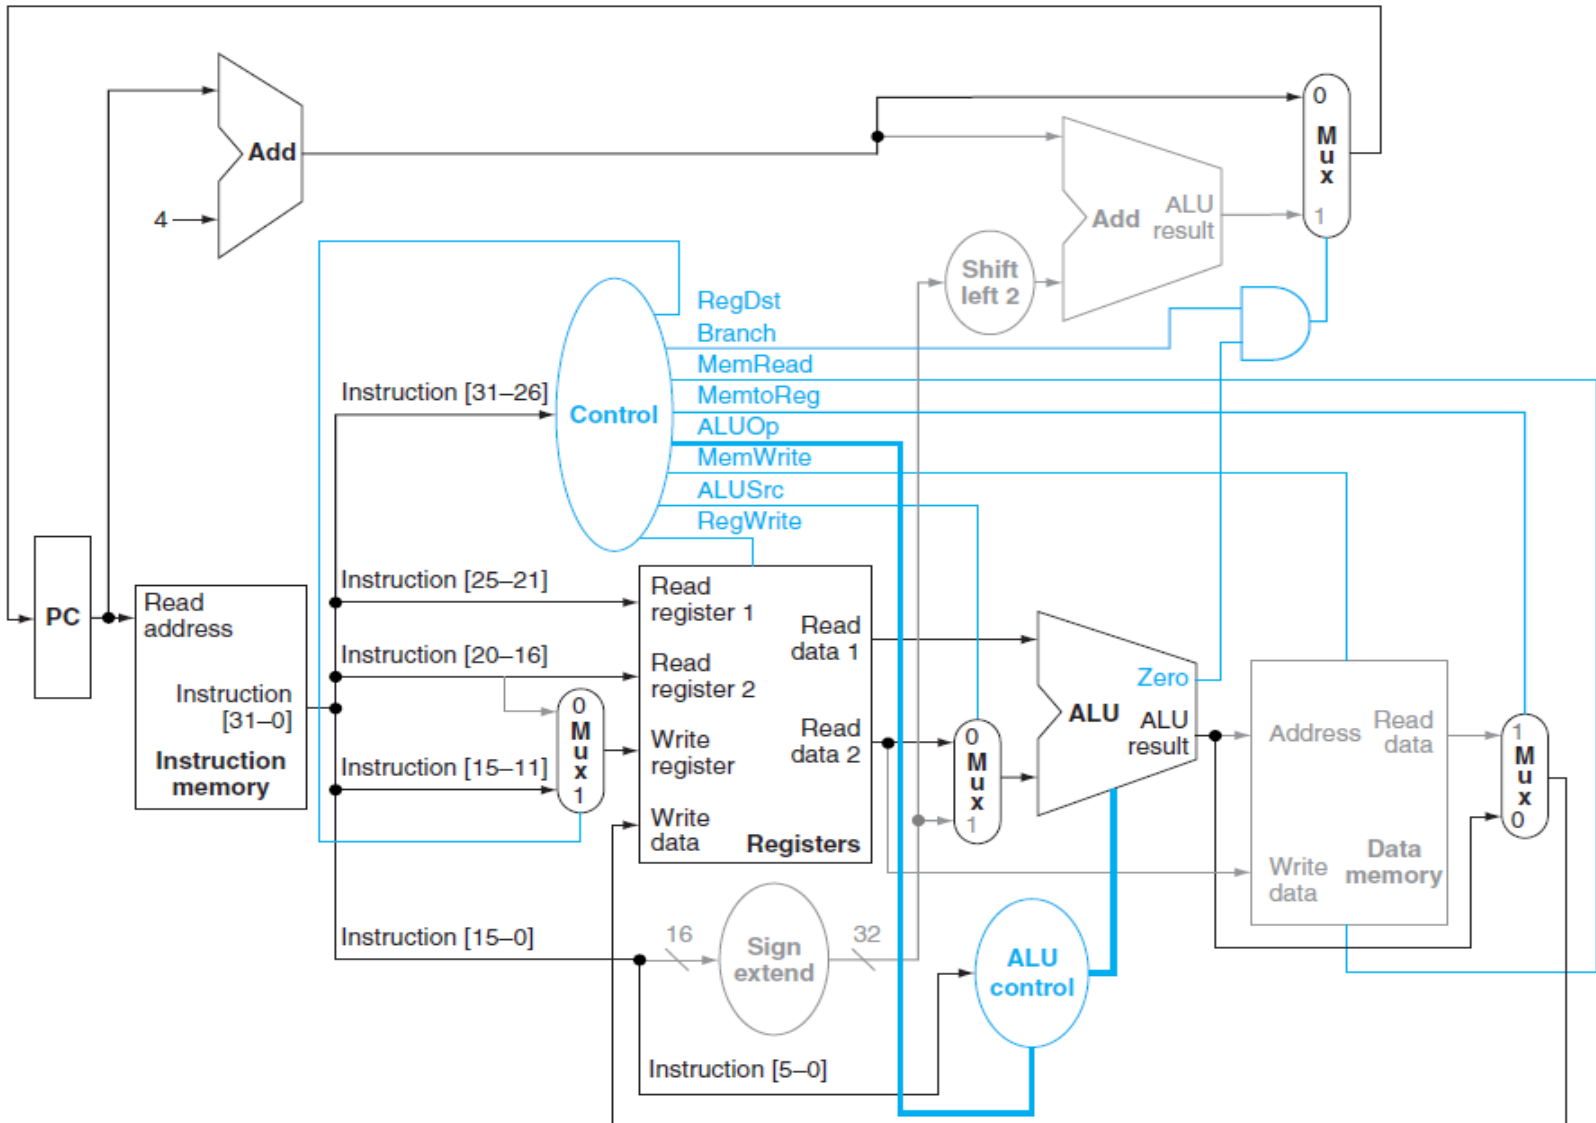 0
M
u
x
1
Add
4
Add
ALU
result
Shift
left 2
RegDst
Branch
MemRead
MemtoReg
ALUOp
MemWrite
ALUSrc
RegWrite
Instruction [31–26]
Control
Instruction [25–21]
Instruction [20–16]
Instruction [15–11]
Instruction [15–0]
Instruction [5–0]
PC
Read
address
Instruction
[31–0]
Instruction
memory
0
M
u
x
1
Read
register 1
Read
register 2
Write
register
Write
data
Read
data 1
Read
data 2
Registers
0
M
u
x
1
Zero
ALU
ALU
result
Address
Read
data
Write
data
Data
memory
1
M
u
x
0
16
Sign
extend
32
ALU
control